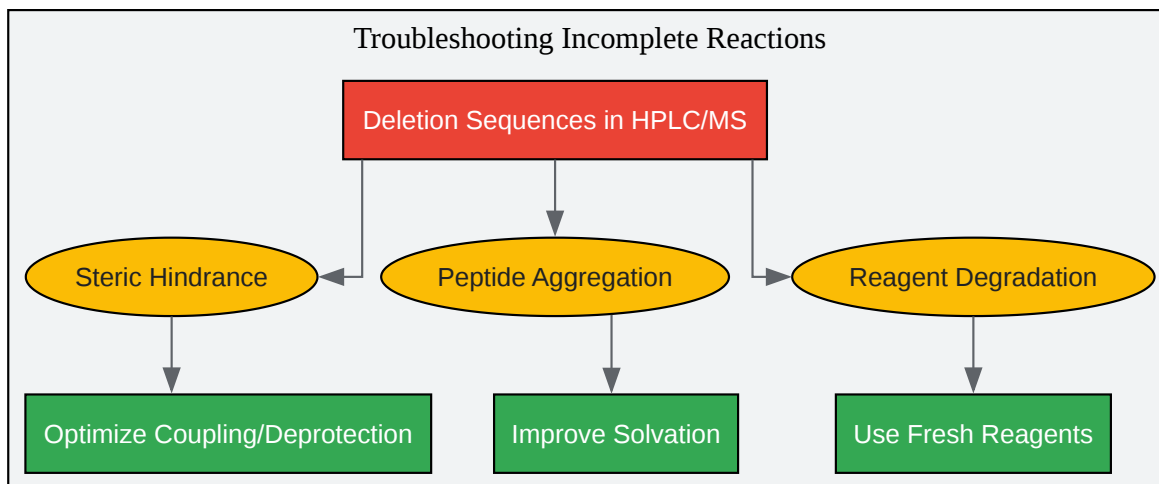 Troubleshooting Incomplete Reactions
Deletion Sequences in HPLC/MS
Steric Hindrance
Peptide Aggregation
Reagent Degradation
Optimize Coupling/Deprotection
Improve Solvation
Use Fresh Reagents